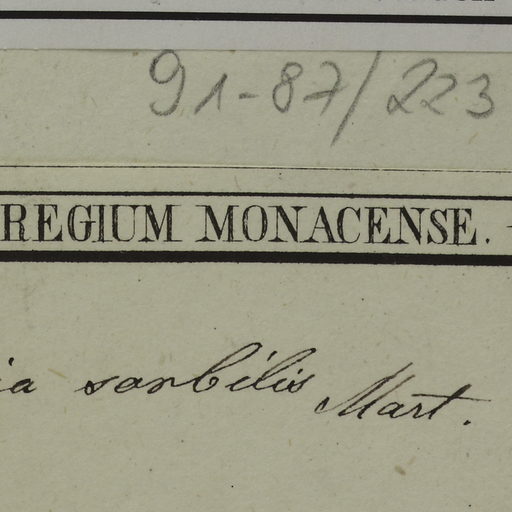 91-87/223
REGIUM MONACENSE.
ia sorbilis Mart.